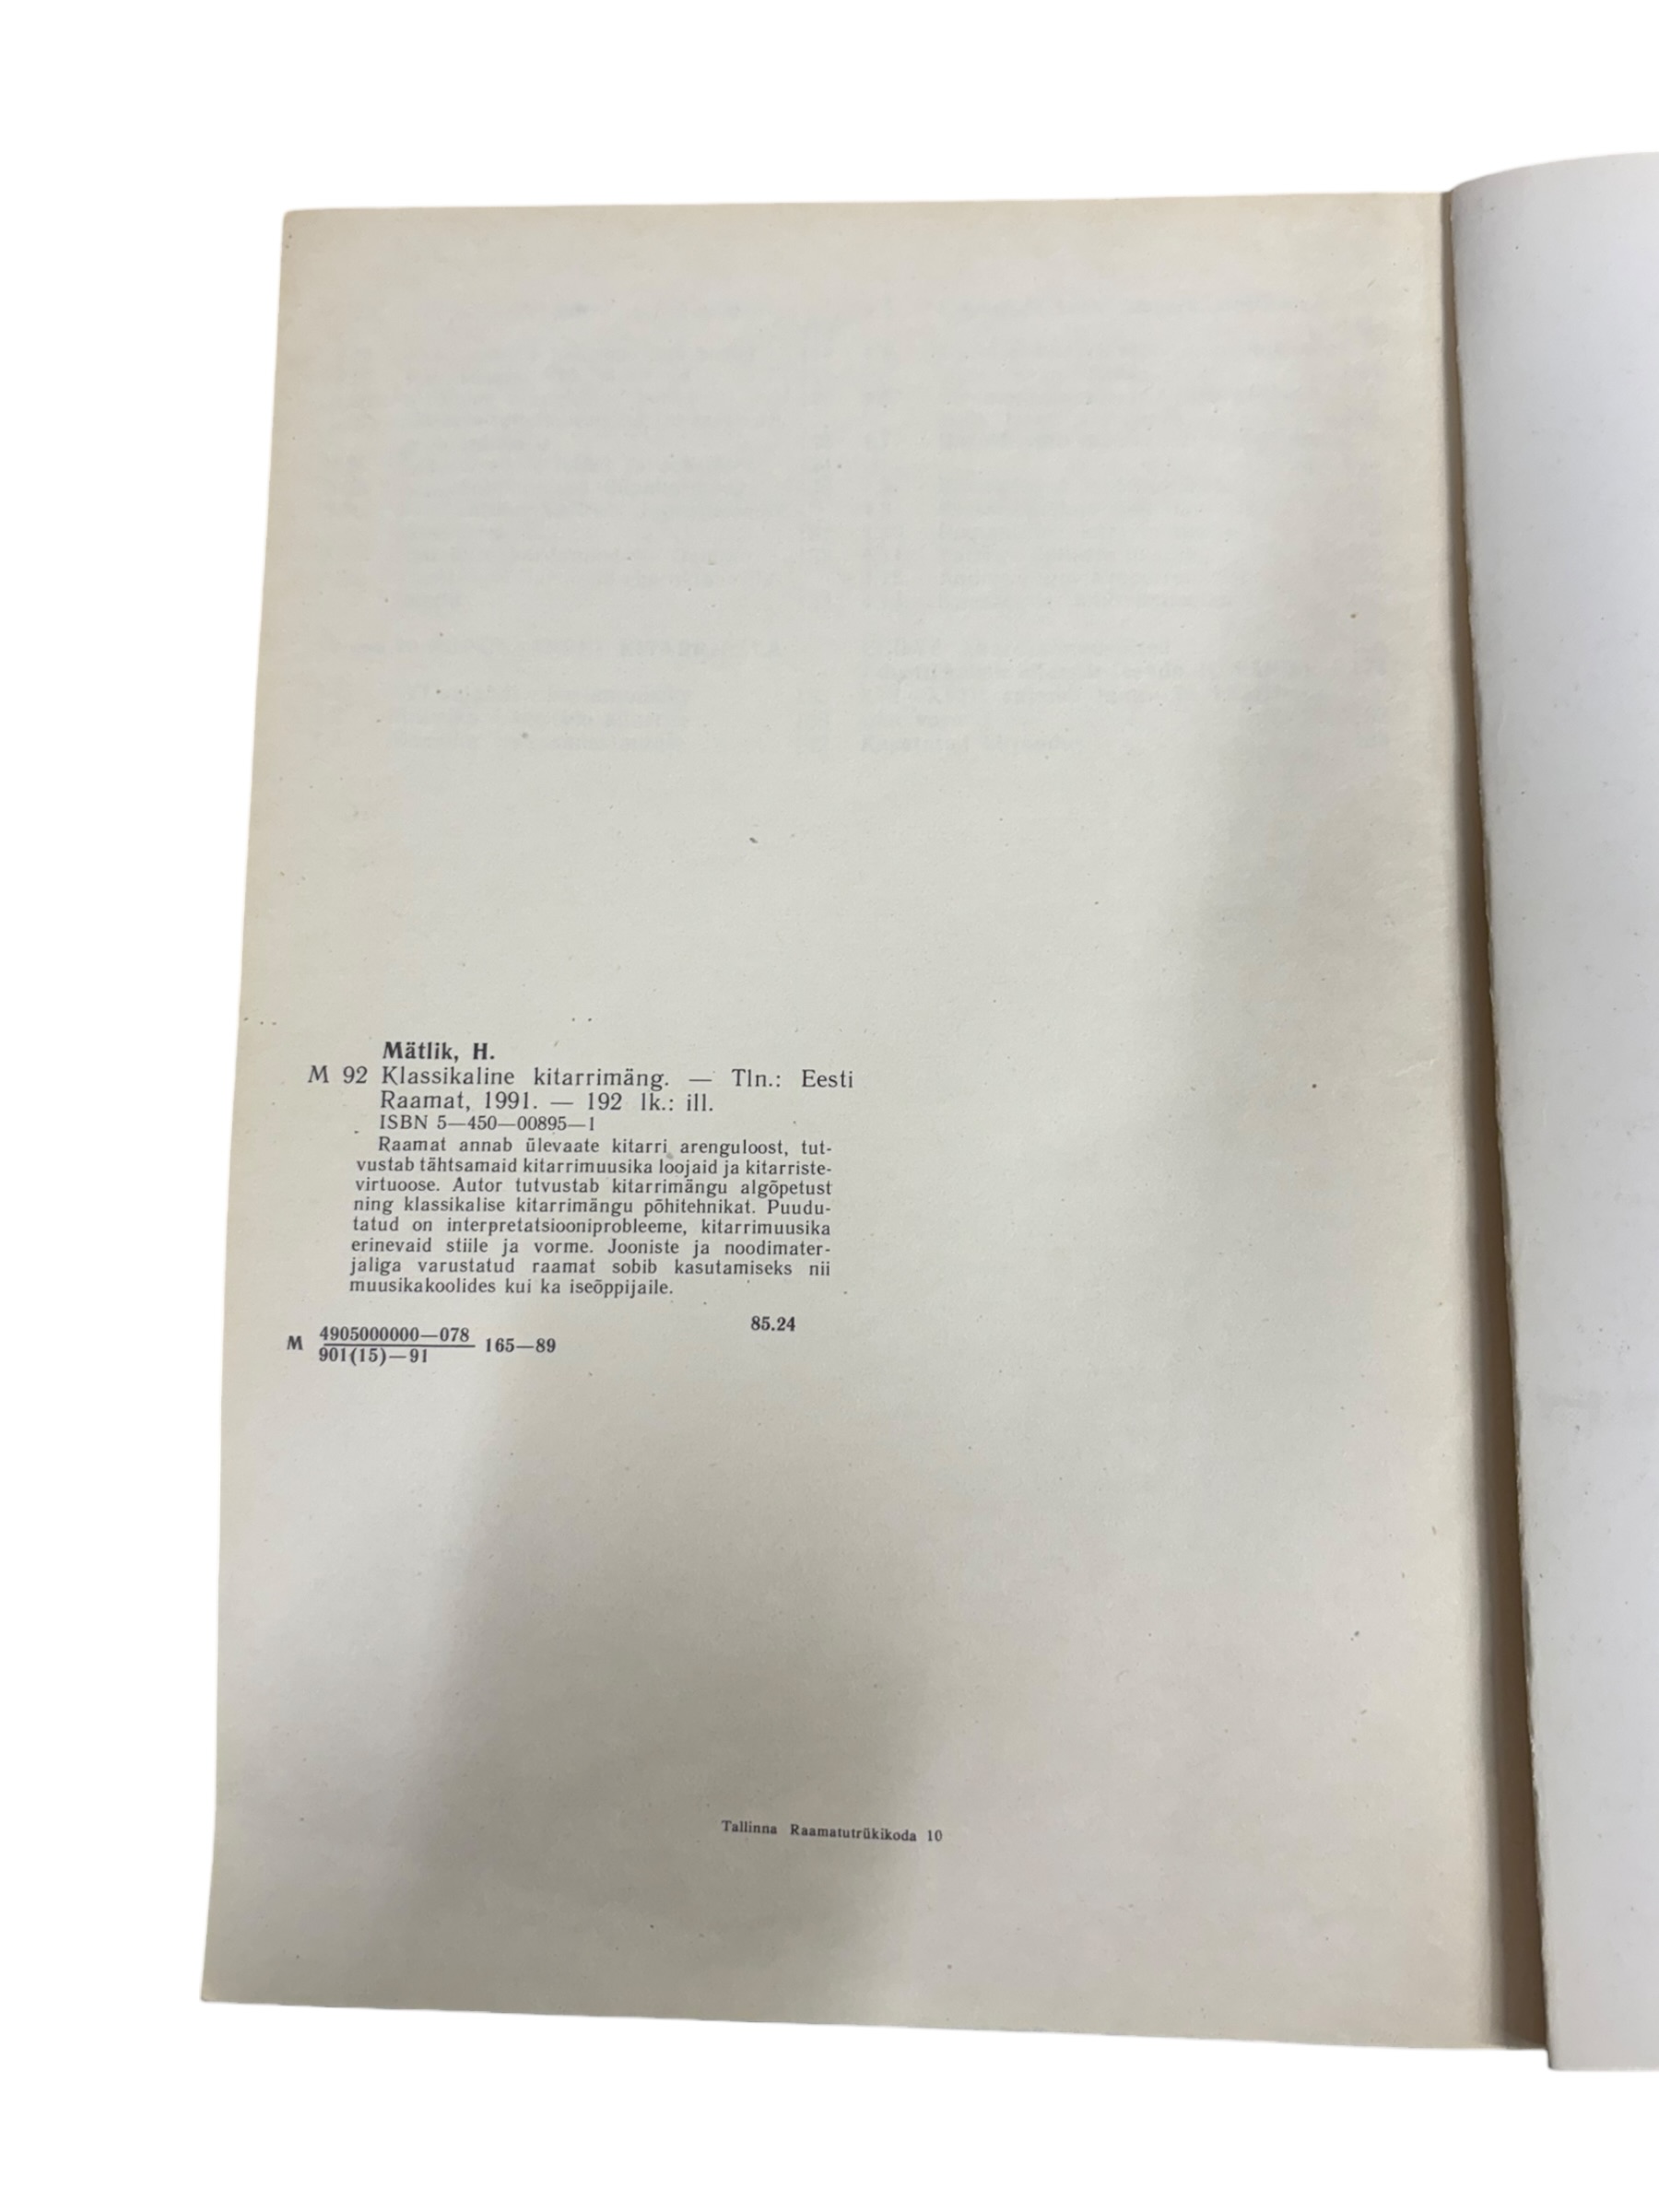 Mätlik, H.
M 92 Klassikaline kitarrimäng. — Tln.: Eesti
Raamat, 1991. — 192 lk.: ill.
ISBN 5—450—00895—1
Raamat annab ülevaate kitarri arenguloost, tut-
vustab tähtsamaid kitarrimuusika loojaid ja kitarriste-
virtuoose. Autor tutvustab kitarrimängu algõpetust
ning klassikalise kitarrimängu põhitehnikat. Puudu-
tatud on interpretatsiooniprobleeme, kitarrimuusika
erinevaid stiile ja vorme. Jooniste ja noodimater-
jaliga varustatud raamat sobib kasutamiseks nii
muusikakoolides kui ka iseõppijaile.
85.24
M 4905000000—078 165—89
901(15)—91
Tallinna Raamatutrükikoda 10